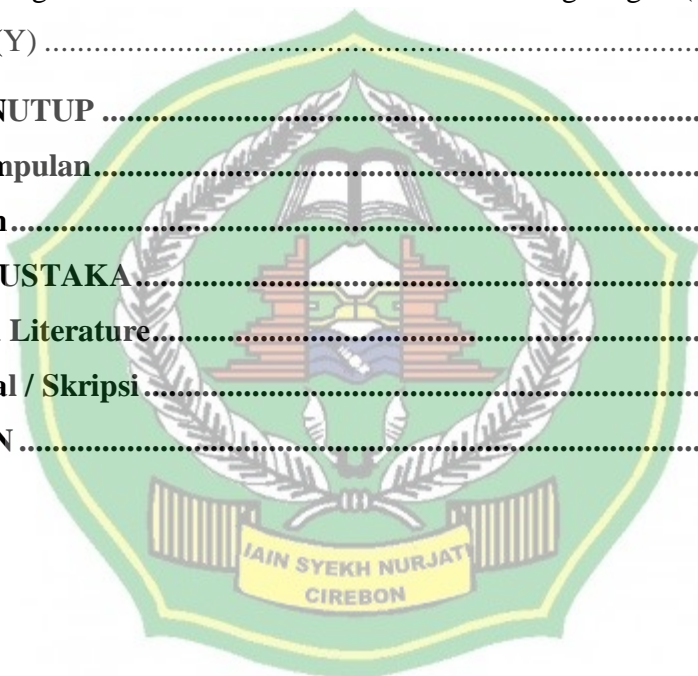 (Y) ........................................................................
NUTUP ........................................................................
mpulan........................................................................
n........................................................................
USTAKA........................................................................
Literature........................................................................
al / Skripsi........................................................................
N ........................................................................
IAIN SYEKH NURJATI
CIREBON